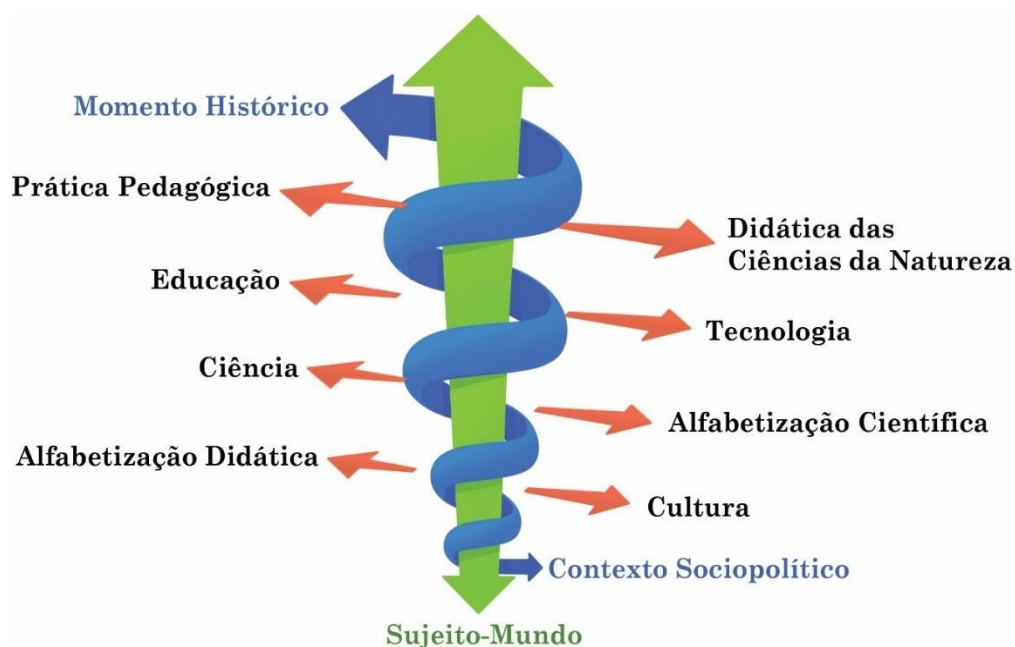 Momento Histórico
Prática Pedagógica
Didática das
Ciências da Natureza
Educação
Tecnologia
Ciência
Alfabetização Científica
Alfabetização Didática
Cultura
Contexto Sociopolítico
Sujeito-Mundo